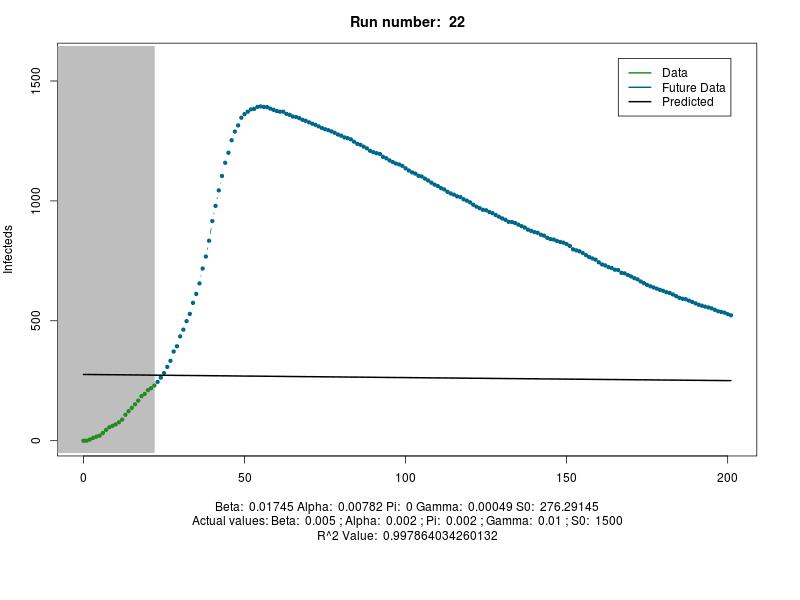 Run number: 22
Data
Future Data
Predicted
Infecteds
1500
1000
500
0
0 50 100 150 200
Beta: 0.01745 Alpha: 0.00782 Pi: 0 Gamma: 0.00049 S0: 276.29145
Actual values: Beta: 0.005 ; Alpha: 0.002 ; Pi: 0.002 ; Gamma: 0.01 ; S0: 1500
R^2 Value: 0.997864034260132